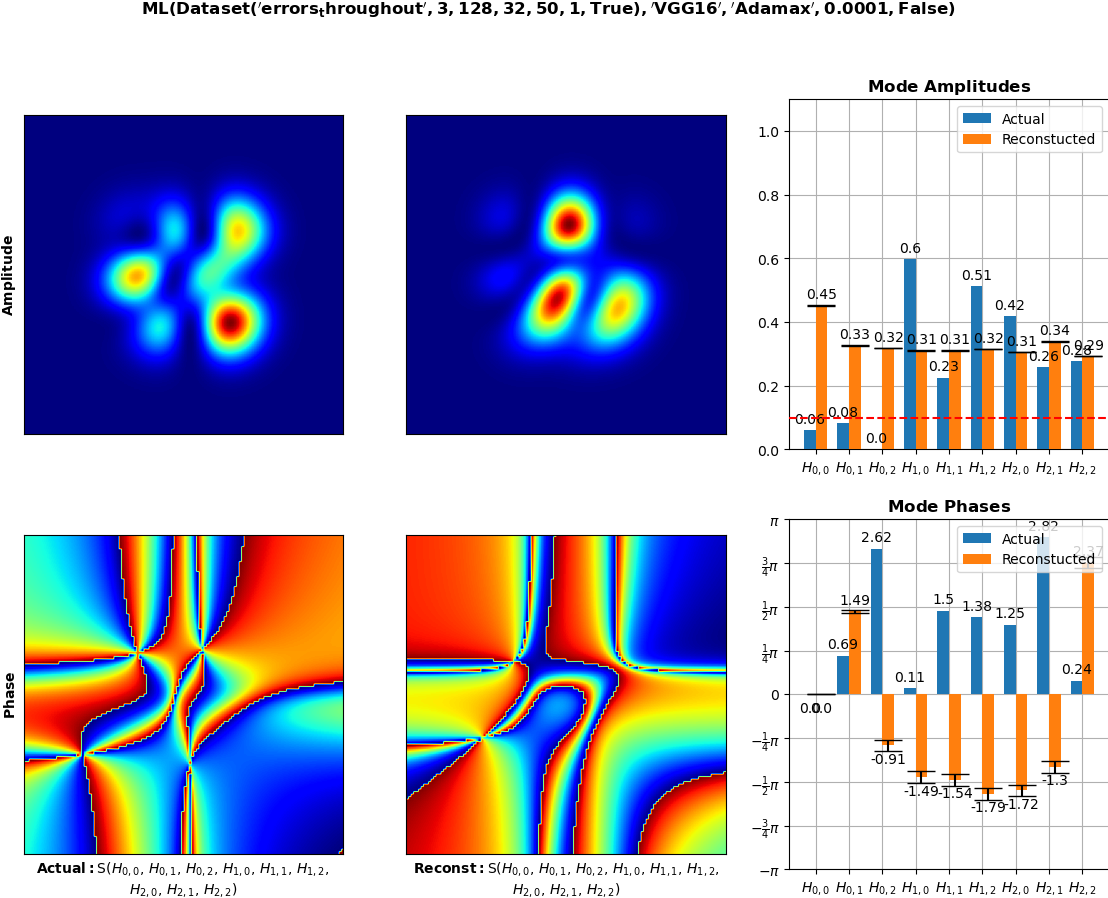 ML(Dataset('errors_throughout', 3, 128, 32, 50, 1, True), 'VGG16', 'Adamax', 0.0001, False)
Amplitude
Mode Amplitudes
Actual
Reconstucted
1.0
0.8
0.6
0.4
0.2
0.0
0.06 0.45 0.08 0.33 0.0 0.32 0.6 0.31 0.23 0.31 0.51 0.32 0.42 0.31 0.26 0.34 0.28 0.29
H0,0 H0,1 H0,2 H1,0 H1,1 H1,2 H2,0 H2,1 H2,2
Phase
Actual: S(H0,0, H0,1, H0,2, H1,0, H1,1, H1,2,
H2,0, H2,1, H2,2)
Reconst: S(H0,0, H0,1, H0,2, H1,0, H1,1, H1,2,
H2,0, H2,1, H2,2)
Mode Phases
Actual
Reconstucted
π
3/4π
1/2π
1/4π
0
−1/4π
−1/2π
−3/4π
−π
0.0 0.0 0.69 1.49 2.62 -0.91 0.11 -1.49 1.5 -1.54 1.38 -1.79 1.25 -1.72 2.82 -1.3 0.24 2.37
H0,0 H0,1 H0,2 H1,0 H1,1 H1,2 H2,0 H2,1 H2,2